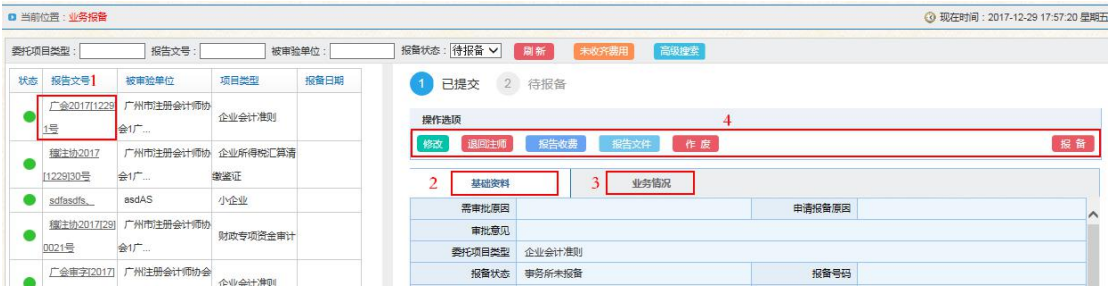 当前位置：业务报备
现在时间：2017-12-29 17:57:20 星期五
委托项目类型： 报告文号： 被审验单位： 报备状态：待报备 刷新 未收齐费用 高级搜索
状态 报告文号1 被审验单位 项目类型 报备日期
广会2017[1229
1号
广州市注册会计师协
会1广...
企业会计准则
穗注协2017
[1229]30号
广州市注册会计师协
会1广...
企业所得税汇算清
缴鉴证
sdfasdfs、 asdAS 小企业
穗注协2017[29]
0021号
广州市注册会计师协
会1广...
财政专项资金审计
广会审字[2017]
广州注册会计师协会
企业会计准则
1 已提交 2 待报备
操作选项 4
修改 退回注师 报告收费 报告文件 作废 报备
2 基础资料 3 业务情况
需审批原因 申请报备原因
审批意见
委托项目类型 企业会计准则
报备状态 事务所未报备 报备号码